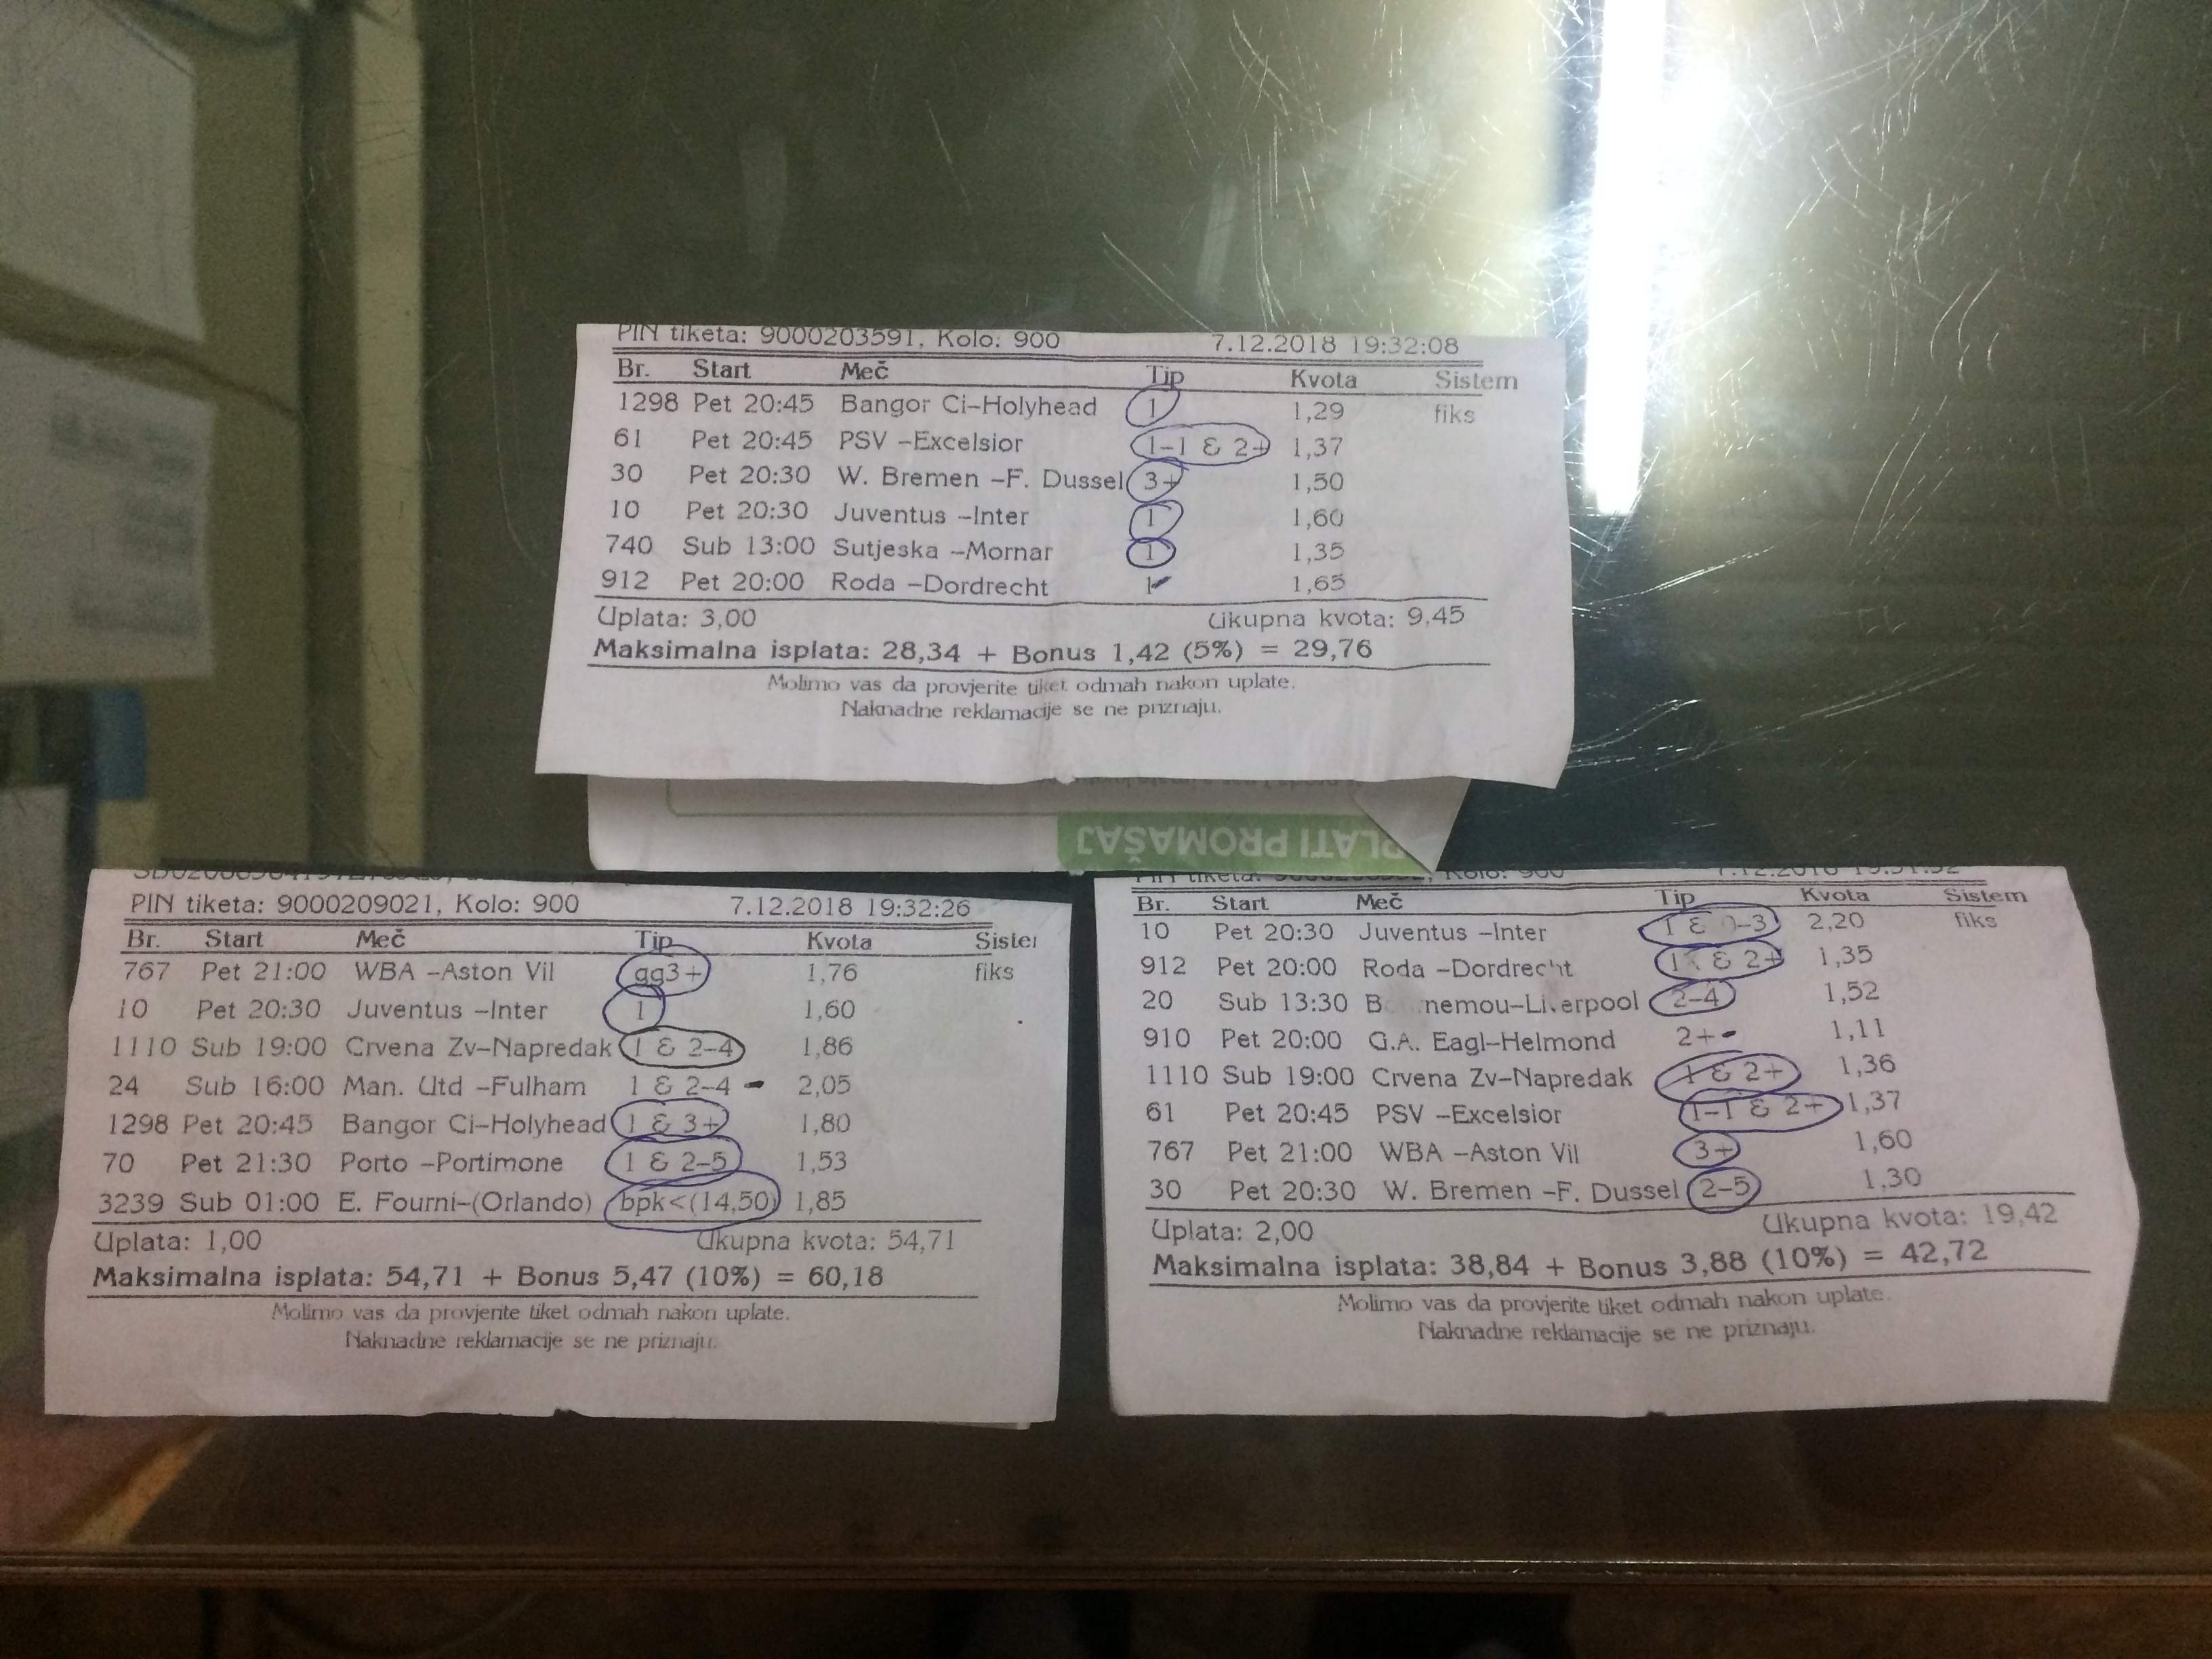 PIN tiketa: 9000203591, Kolo: 900 7.12.2018 19:32:08
Br. Start Meč Tip Kvota Sistem
1298 Pet 20:45 Bangor Ci-Holyhead 1 1,29 fiks
61 Pet 20:45 PSV -Excelsior 1-1 & 2+ 1,37
30 Pet 20:30 W. Bremen -F. Dussel 3+ 1,50
10 Pet 20:30 Juventus -Inter 1 1,60
740 Sub 13:00 Sutjeska -Mornar 1 1,35
912 Pet 20:00 Roda -Dordrecht 1 1,65
Uplata: 3,00 Ukupna kvota: 9,45
Maksimalna isplata: 28,34 + Bonus 1,42 (5%) = 29,76
Molimo vas da provjerite tiket odmah nakon uplate.
Naknadne reklamacije se ne priznaju.
PLATI PROMAŠAJ
PIN tiketa: 9000209021, Kolo: 900 7.12.2018 19:32:26
Br. Start Meč Tip Kvota Sister
767 Pet 21:00 WBA -Aston Vil gg3+ 1,76 fiks
10 Pet 20:30 Juventus -Inter 1 1,60
1110 Sub 19:00 Crvena Zv-Napredak 1 & 2-4 1,86
24 Sub 16:00 Man. Utd -Fulham 1 & 2-4 2,05
1298 Pet 20:45 Bangor Ci-Holyhead 1 & 3+ 1,80
70 Pet 21:30 Porto -Portimone 1 & 2-5 1,53
3239 Sub 01:00 E. Fourni-(Orlando) bpk<(14,50) 1,85
Uplata: 1,00 Ukupna kvota: 54,71
Maksimalna isplata: 54,71 + Bonus 5,47 (10%) = 60,18
Molimo vas da provjerite tiket odmah nakon uplate.
Naknadne reklamacije se ne priznaju.
PIN tiketa: Kolo: 900 7.12.2018
Br. Start Meč Tip Kvota Sistem
10 Pet 20:30 Juventus -Inter 1 & 0-3 2,20 fiks
912 Pet 20:00 Roda -Dordrecht 1X & 2+ 1,35
20 Sub 13:30 Bournemou-Liverpool 2-4 1,52
910 Pet 20:00 G.A. Eagl-Helmond 2+ 1,11
1110 Sub 19:00 Crvena Zv-Napredak 1 & 2+ 1,36
61 Pet 20:45 PSV -Excelsior 1-1 & 2+ 1,37
767 Pet 21:00 WBA -Aston Vil 3+ 1,60
30 Pet 20:30 W. Bremen -F. Dussel 2-5 1,30
Uplata: 2,00 Ukupna kvota: 19,42
Maksimalna isplata: 38,84 + Bonus 3,88 (10%) = 42,72
Molimo vas da provjerite tiket odmah nakon uplate.
Naknadne reklamacije se ne priznaju.